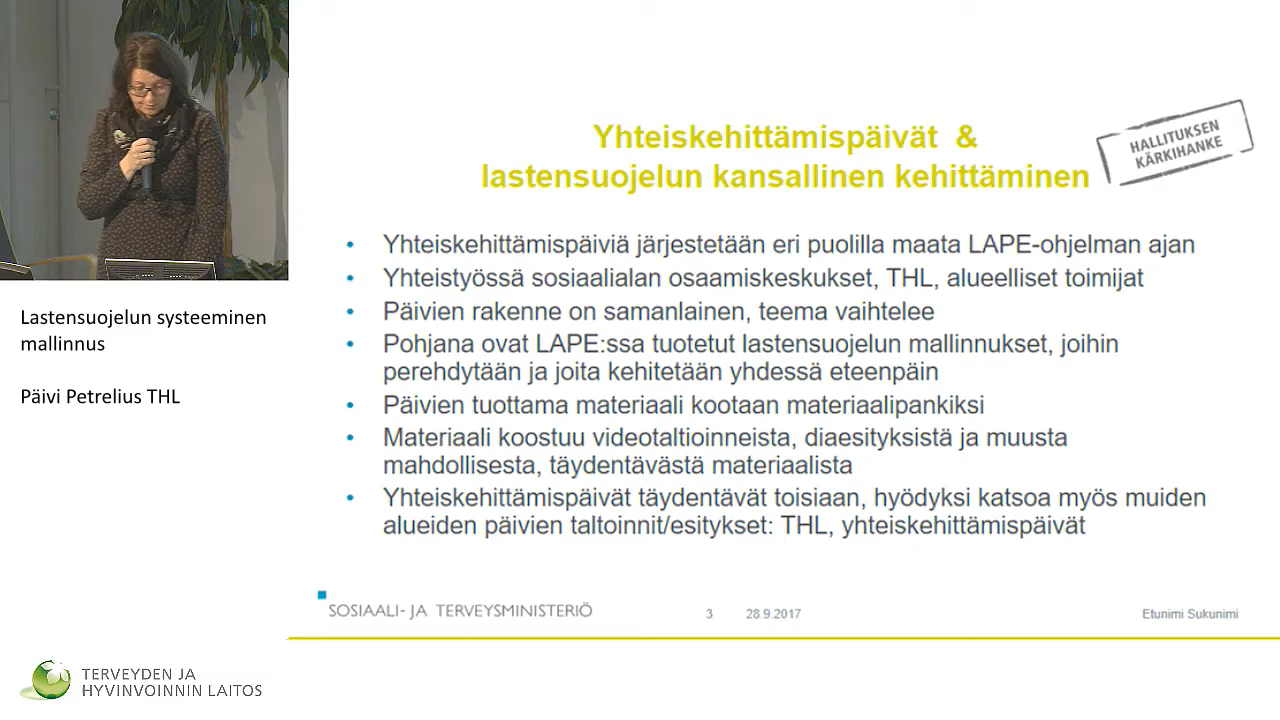 Yhteiskehittämispäivät &
lastensuojelun kansallinen kehittäminen
HALLITUKSEN
KÄRKIHANKE
• Yhteiskehittämispäiviä järjestetään eri puolilla maata LAPE-ohjelman ajan
• Yhteistyössä sosiaalialan osaamiskeskukset, THL, alueelliset toimijat
• Päivien rakenne on samanlainen, teema vaihtelee
• Pohjana ovat LAPE:ssa tuotetut lastensuojelun mallinnukset, joihin
perehdytään ja joita kehitetään yhdessä eteenpäin
• Päivien tuottama materiaali kootaan materiaalipankiksi
• Materiaali koostuu videotaltioinneista, diaesityksistä ja muusta
mahdollisesta, täydentävästä materiaalista
• Yhteiskehittämispäivät täydentävät toisiaan, hyödyksi katsoa myös muiden
alueiden päivien taltoinnit/esitykset: THL, yhteiskehittämispäivät
SOSIAALI- JA TERVEYSMINISTERIÖ
3
28.9.2017
Etunimi Sukunimi
Lastensuojelun systeeminen
mallinnus
Päivi Petrelius THL
TERVEYDEN JA
HYVINVOINNIN LAITOS